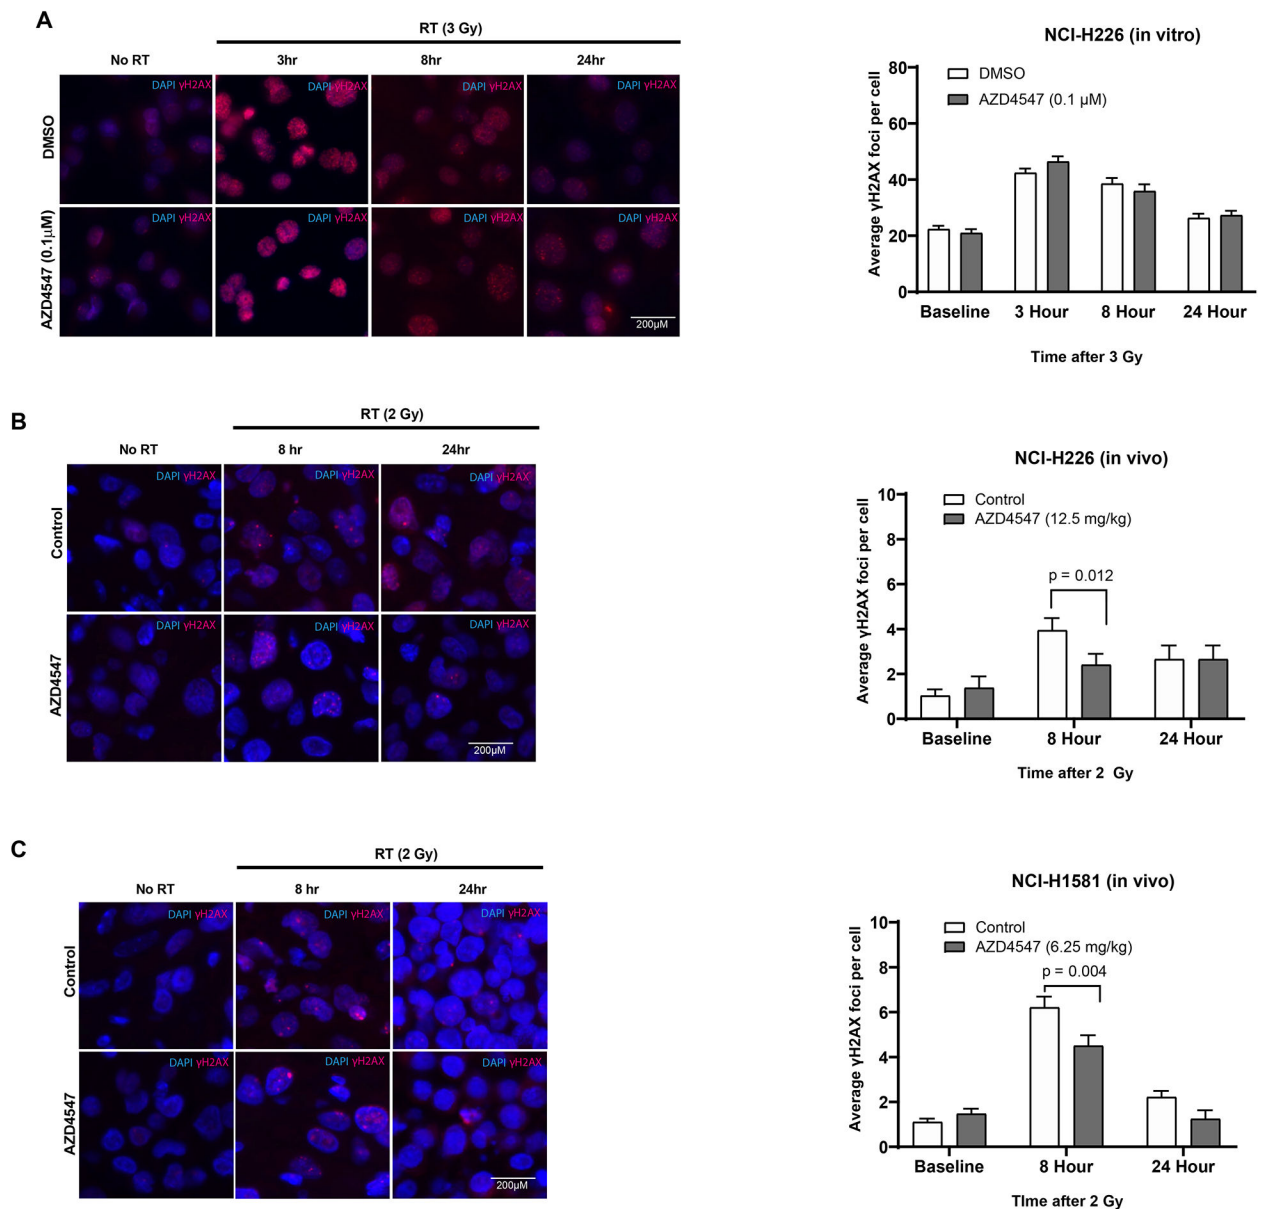 A
RT (3 Gy)
No RT
3hr
8hr
24hr
DAPI γH2AX
DAPI γH2AX
DAPI γH2AX
DAPI γH2AX
DMSO
DAPI γH2AX
DAPI γH2AX
DAPI γH2AX
DAPI γH2AX
AZD4547 (0.1μM)
200μM
NCI-H226 (in vitro)
DMSO
AZD4547 (0.1 μM)
Average γH2AX foci per cell
80
60
40
20
0
Baseline
3 Hour
8 Hour
24 Hour
Time after 3 Gy
B
RT (2 Gy)
No RT
8 hr
24hr
DAPI γH2AX
DAPI γH2AX
DAPI γH2AX
Control
DAPI γH2AX
DAPI γH2AX
DAPI γH2AX
AZD4547
200μM
NCI-H226 (in vivo)
Control
AZD4547 (12.5 mg/kg)
p = 0.012
Average γH2AX foci per cell
10
8
6
4
2
0
Baseline
8 Hour
24 Hour
Time after 2 Gy
C
RT (2 Gy)
No RT
8 hr
24hr
DAPI γH2AX
DAPI γH2AX
DAPI γH2AX
Control
DAPI γH2AX
DAPI γH2AX
DAPI γH2AX
AZD4547
200μM
NCI-H1581 (in vivo)
Control
AZD4547 (6.25 mg/kg)
p = 0.004
Average γH2AX foci per cell
10
8
6
4
2
0
Baseline
8 Hour
24 Hour
TIme after 2 Gy